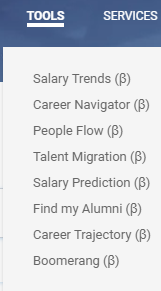 TOOLS SERVICES
Salary Trends (β)
Career Navigator (β)
People Flow (β)
Talent Migration (β)
Salary Prediction (β)
Find my Alumni (β)
Career Trajectory (β)
Boomerang (β)